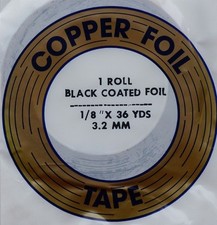 COPPER FOIL
1 ROLL
BLACK COATED FOIL
1/8 "X 36 YDS
3.2 MM
TAPE